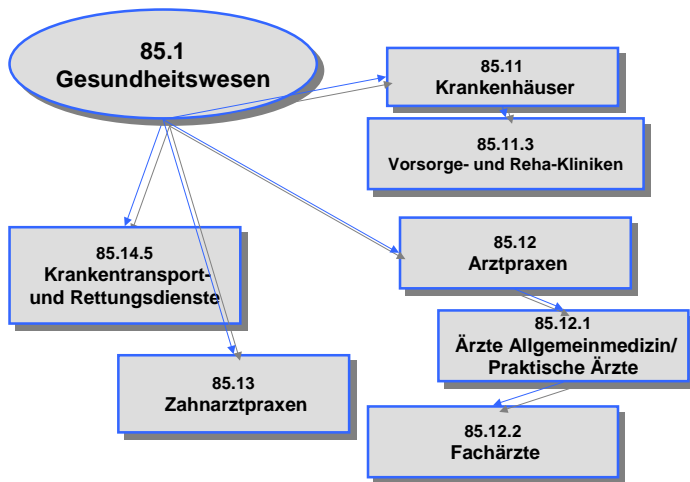 85.1
Gesundheitswesen
85.11
Krankenhäuser
85.11.3
Vorsorge- und Reha-Kliniken
85.14.5
Krankentransport-
und Rettungsdienste
85.12
Arztpraxen
85.12.1
Ärzte Allgemeinmedizin/
Praktische Ärzte
85.13
Zahnarztpraxen
85.12.2
Fachärzte